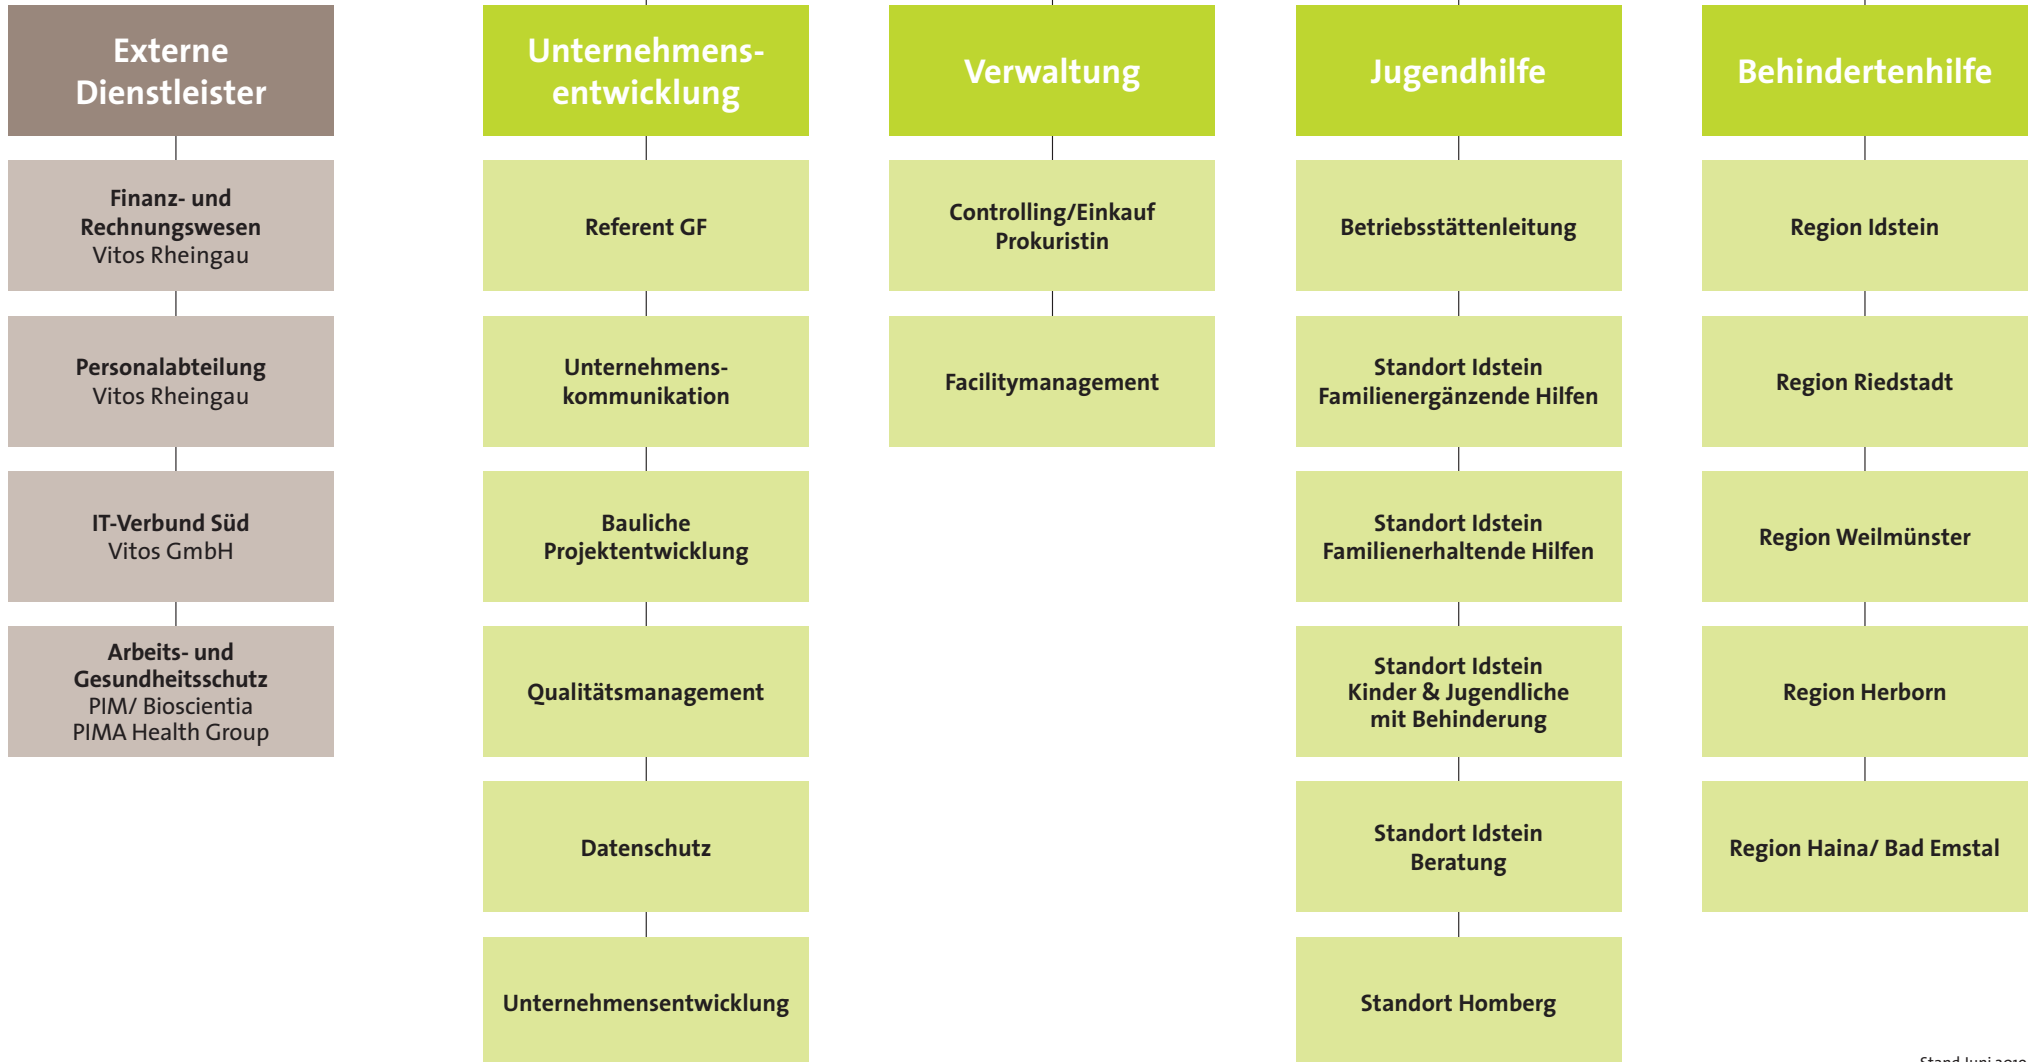 Externe
Dienstleister
Finanz- und
Rechnungswesen
Vitos Rheingau
Personalabteilung
Vitos Rheingau
IT-Verbund Süd
Vitos GmbH
Arbeits- und
Gesundheitsschutz
PIM/ Bioscientia
PIMA Health Group
Unternehmens-
entwicklung
Referent GF
Unternehmens-
kommunikation
Bauliche
Projektentwicklung
Qualitätsmanagement
Datenschutz
Unternehmensentwicklung
Verwaltung
Controlling/Einkauf
Prokuristin
Facilitymanagement
Jugendhilfe
Betriebsstättenleitung
Standort Idstein
Familienergänzende Hilfen
Standort Idstein
Familienerhaltende Hilfen
Standort Idstein
Kinder & Jugendliche
mit Behinderung
Standort Idstein
Beratung
Standort Homberg
Behindertenhilfe
Region Idstein
Region Riedstadt
Region Weilmünster
Region Herborn
Region Haina/ Bad Emstal
Stand Juni